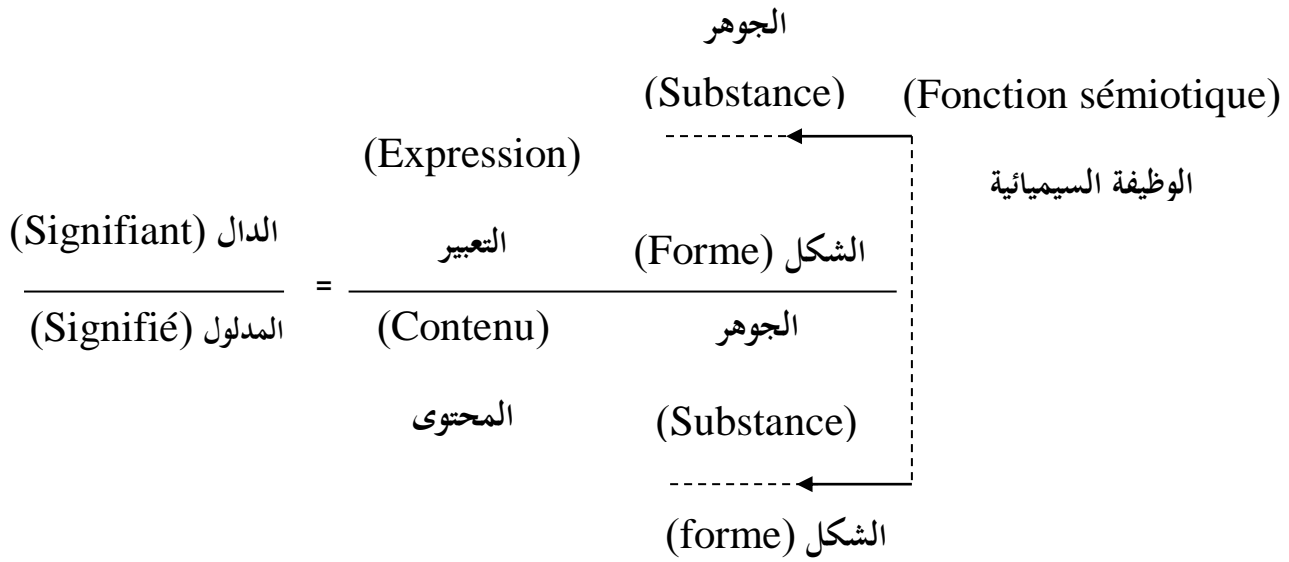 الجوهر
(Substance) (Fonction sémiotique)
(Expression)
الوظيفة السيميائية
الدال (Signifiant)
التعبير
الشكل (Forme)
=
المدلول (Signifié)
(Contenu)
الجوهر
المحتوى
(Substance)
الشكل (forme)